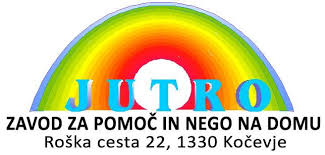 JUTRO
ZAVOD ZA POMOČ IN NEGO NA DOMU
Roška cesta 22, 1330 Kočevje